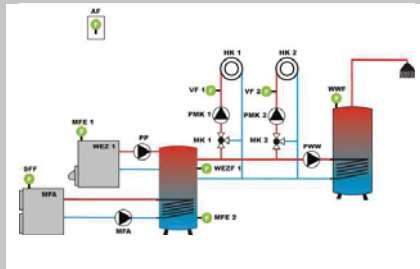 AF
F
HK 1
HK 2
VF 1
F
VF 2
F
WWF
F
PMK 1
PMK 2
MFE 1
F
PP
MK 1
MK 2
PWW
WEZ 1
SFF
F
F
WEZF 1
MFA
F
MFE 2
MFA